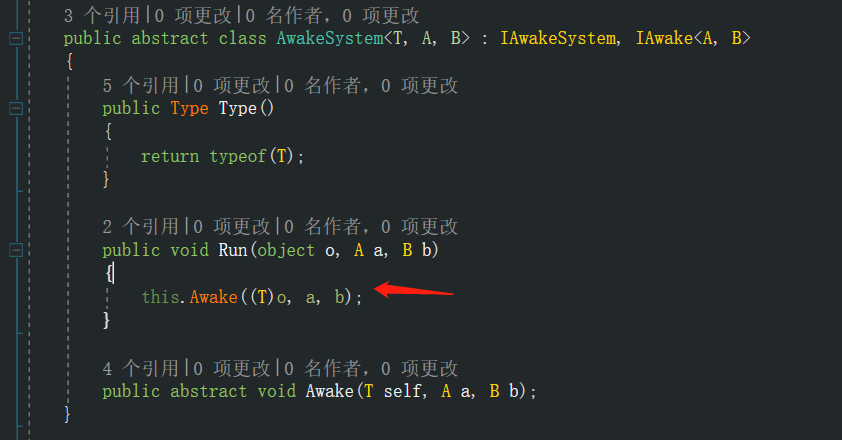 3 个引用|0 项更改|0 名作者，0 项更改
public abstract class AwakeSystem<T, A, B> : IAwakeSystem, IAwake<A, B>
{
5 个引用|0 项更改|0 名作者，0 项更改
public Type Type()
{
return typeof(T);
}
2 个引用|0 项更改|0 名作者，0 项更改
public void Run(object o, A a, B b)
{
this.Awake((T)o, a, b);
}
4 个引用|0 项更改|0 名作者，0 项更改
public abstract void Awake(T self, A a, B b);
}